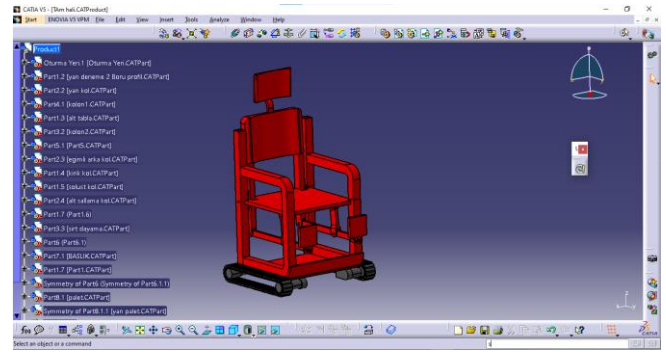 CATIA V5 - [TAm hali.CATProduct]
Start ENOVIA V5 VPM File Edit View Insert Tools Analyze Window Help
Product1
Oturma Yeri.1 [Oturma Yeri.CATPart]
Part1.2 [yan deneme 2 Boru profil.CATPart]
Part2.2 [yan kol.CATPart]
Part4.1 [kolon1.CATPart]
Part1.3 [alt tabla.CATPart]
Part3.2 [kolon2.CATPart]
Part5.1 [Part5.CATPart]
Part2.3 [egimli arka kol.CATPart]
Part1.4 [kirik kol.CATPart]
Part1.5 [solust kol.CATPart]
Part2.4 [alt sallama kol.CATPart]
Part1.7 (Part1.6)
Part3.3 [sırt dayama.CATPart]
Part6 (Part6.1)
Part7.1 [BASLIK.CATPart]
Part1.7 [Part1.CATPart]
Symmetry of Part6 (Symmetry of Part6.1.1)
Part8.1 [palet.CATPart]
Symmetry of Part8.1.1 [yan palet.CATPart]
Select an object or a command